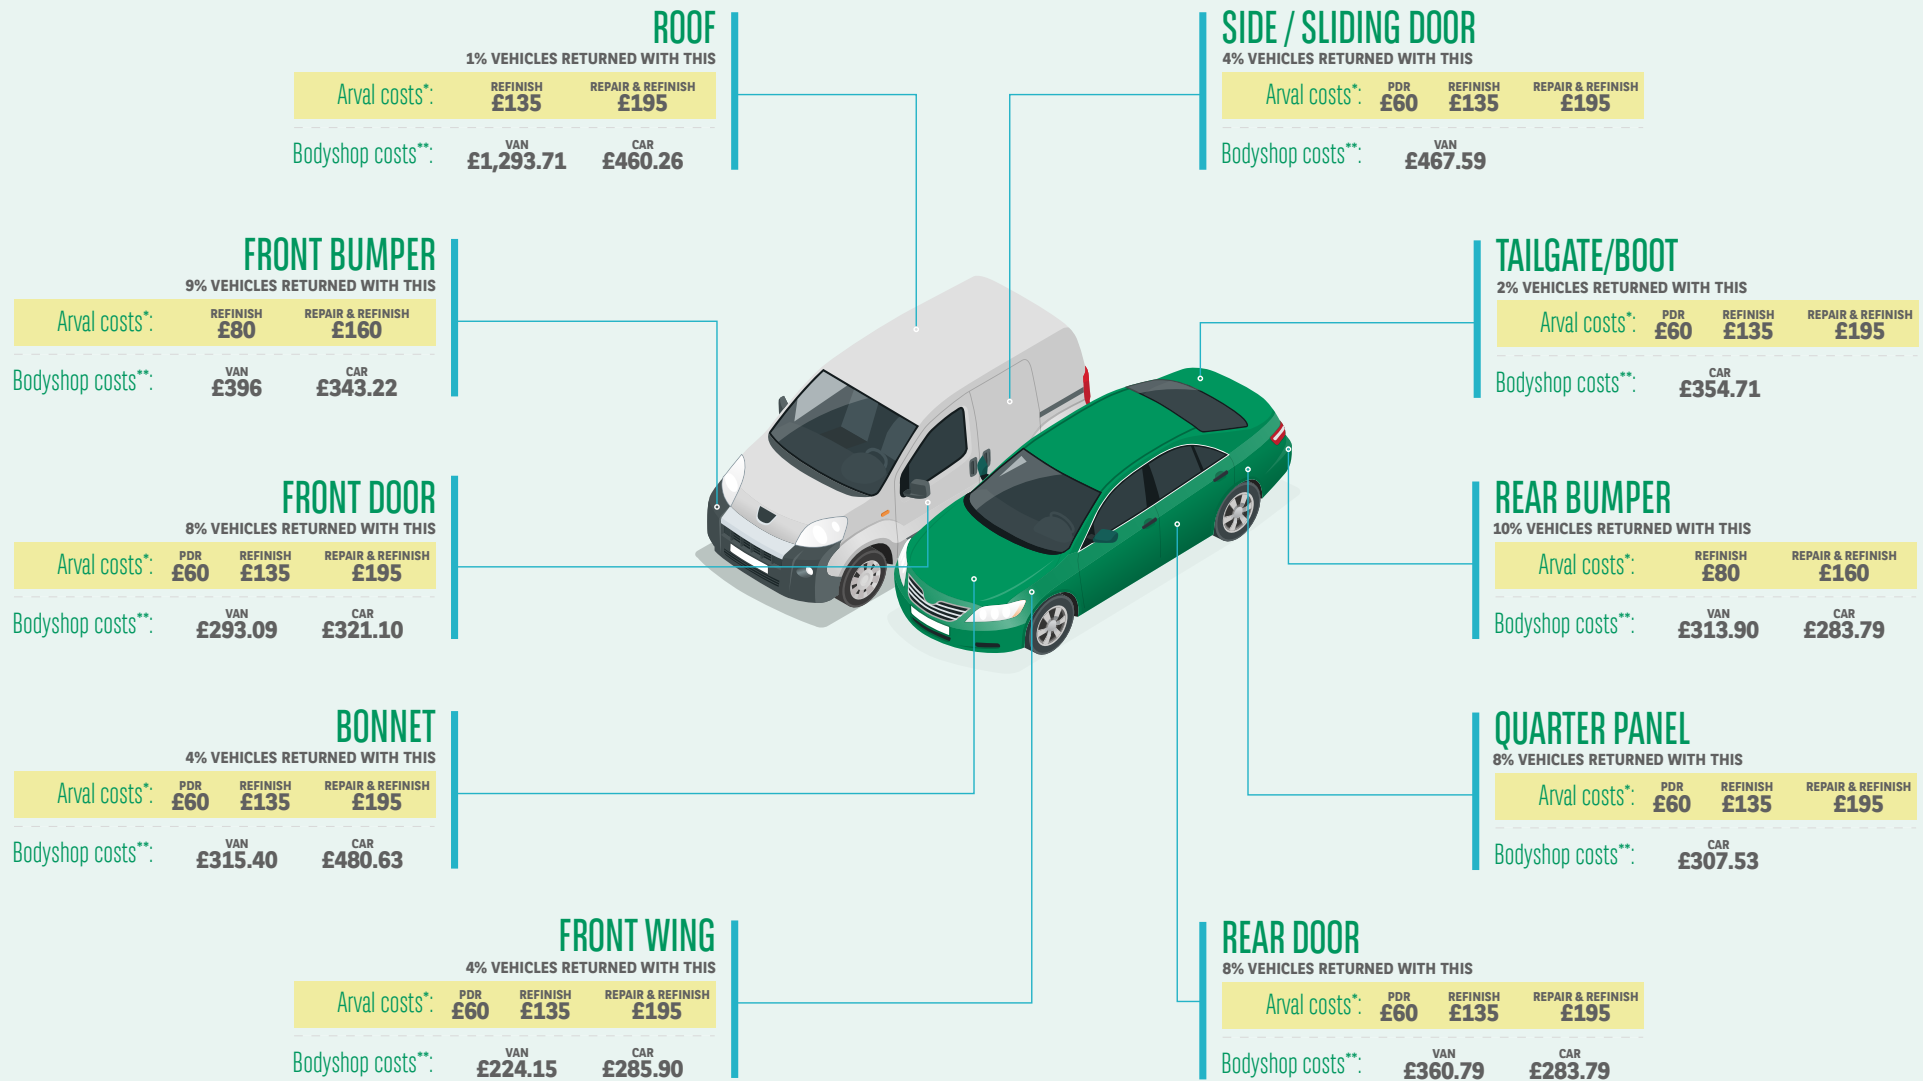 ROOF
1% VEHICLES RETURNED WITH THIS
Arval costs*: REFINISH £135 REPAIR & REFINISH £195
Bodyshop costs**: VAN £1,293.71 CAR £460.26
SIDE / SLIDING DOOR
4% VEHICLES RETURNED WITH THIS
Arval costs*: PDR £60 REFINISH £135 REPAIR & REFINISH £195
Bodyshop costs**: VAN £467.59
FRONT BUMPER
9% VEHICLES RETURNED WITH THIS
Arval costs*: REFINISH £80 REPAIR & REFINISH £160
Bodyshop costs**: VAN £396 CAR £343.22
TAILGATE/BOOT
2% VEHICLES RETURNED WITH THIS
Arval costs*: PDR £60 REFINISH £135 REPAIR & REFINISH £195
Bodyshop costs**: CAR £354.71
FRONT DOOR
8% VEHICLES RETURNED WITH THIS
Arval costs*: PDR £60 REFINISH £135 REPAIR & REFINISH £195
Bodyshop costs**: VAN £293.09 CAR £321.10
REAR BUMPER
10% VEHICLES RETURNED WITH THIS
Arval costs*: REFINISH £80 REPAIR & REFINISH £160
Bodyshop costs**: VAN £313.90 CAR £283.79
BONNET
4% VEHICLES RETURNED WITH THIS
Arval costs*: PDR £60 REFINISH £135 REPAIR & REFINISH £195
Bodyshop costs**: VAN £315.40 CAR £480.63
QUARTER PANEL
8% VEHICLES RETURNED WITH THIS
Arval costs*: PDR £60 REFINISH £135 REPAIR & REFINISH £195
Bodyshop costs**: CAR £307.53
FRONT WING
4% VEHICLES RETURNED WITH THIS
Arval costs*: PDR £60 REFINISH £135 REPAIR & REFINISH £195
Bodyshop costs**: VAN £224.15 CAR £285.90
REAR DOOR
8% VEHICLES RETURNED WITH THIS
Arval costs*: PDR £60 REFINISH £135 REPAIR & REFINISH £195
Bodyshop costs**: VAN £360.79 CAR £283.79